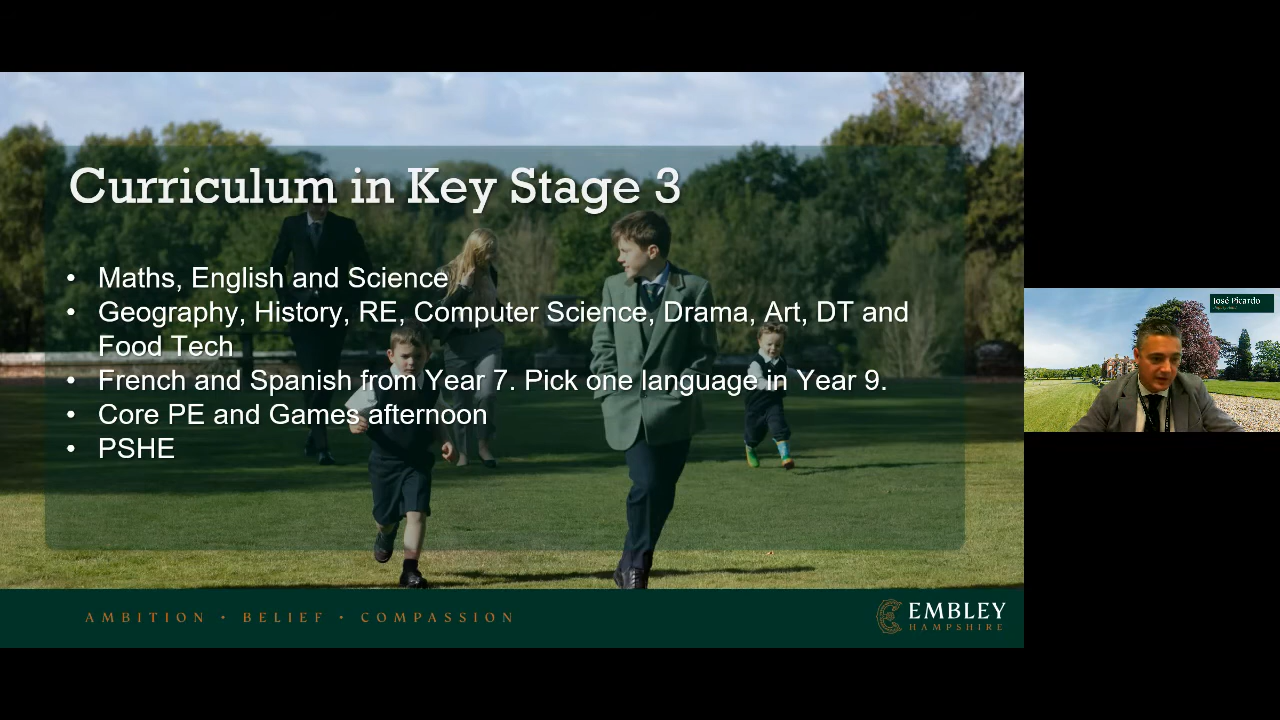 Curriculum in Key Stage 3
• Maths, English and Science
• Geography, History, RE, Computer Science, Drama, Art, DT and
Food Tech
• French and Spanish from Year 7. Pick one language in Year 9.
• Core PE and Games afternoon
• PSHE
José Picardo
AMBITION • BELIEF • COMPASSION
EMBLEY
HAMPSHIRE